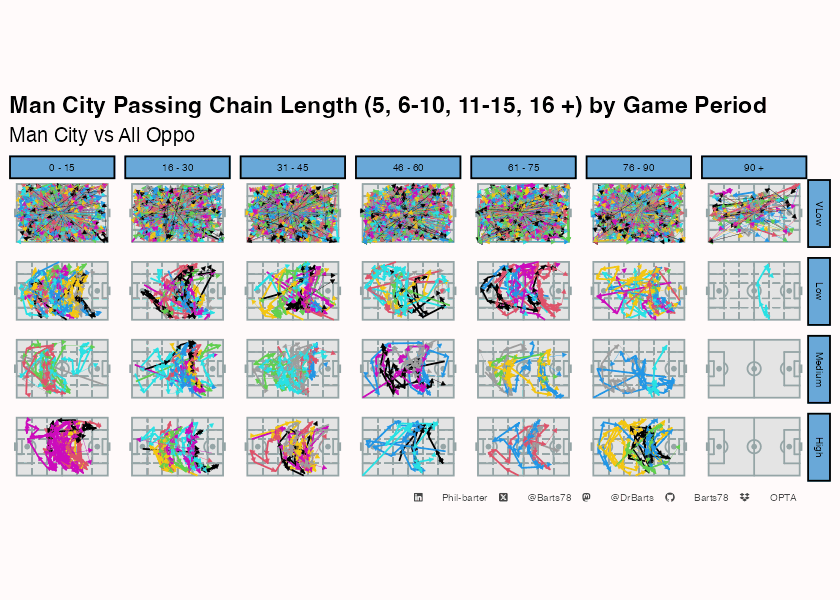 Man City Passing Chain Length (5, 6-10, 11-15, 16 +) by Game Period
Man City vs All Oppo
0 - 15 16 - 30 31 - 45 46 - 60 61 - 75 76 - 90 90 +
V.Low
Low
Medium
High
Phil-barter @Barts78 @DrBarts Barts78 OPTA